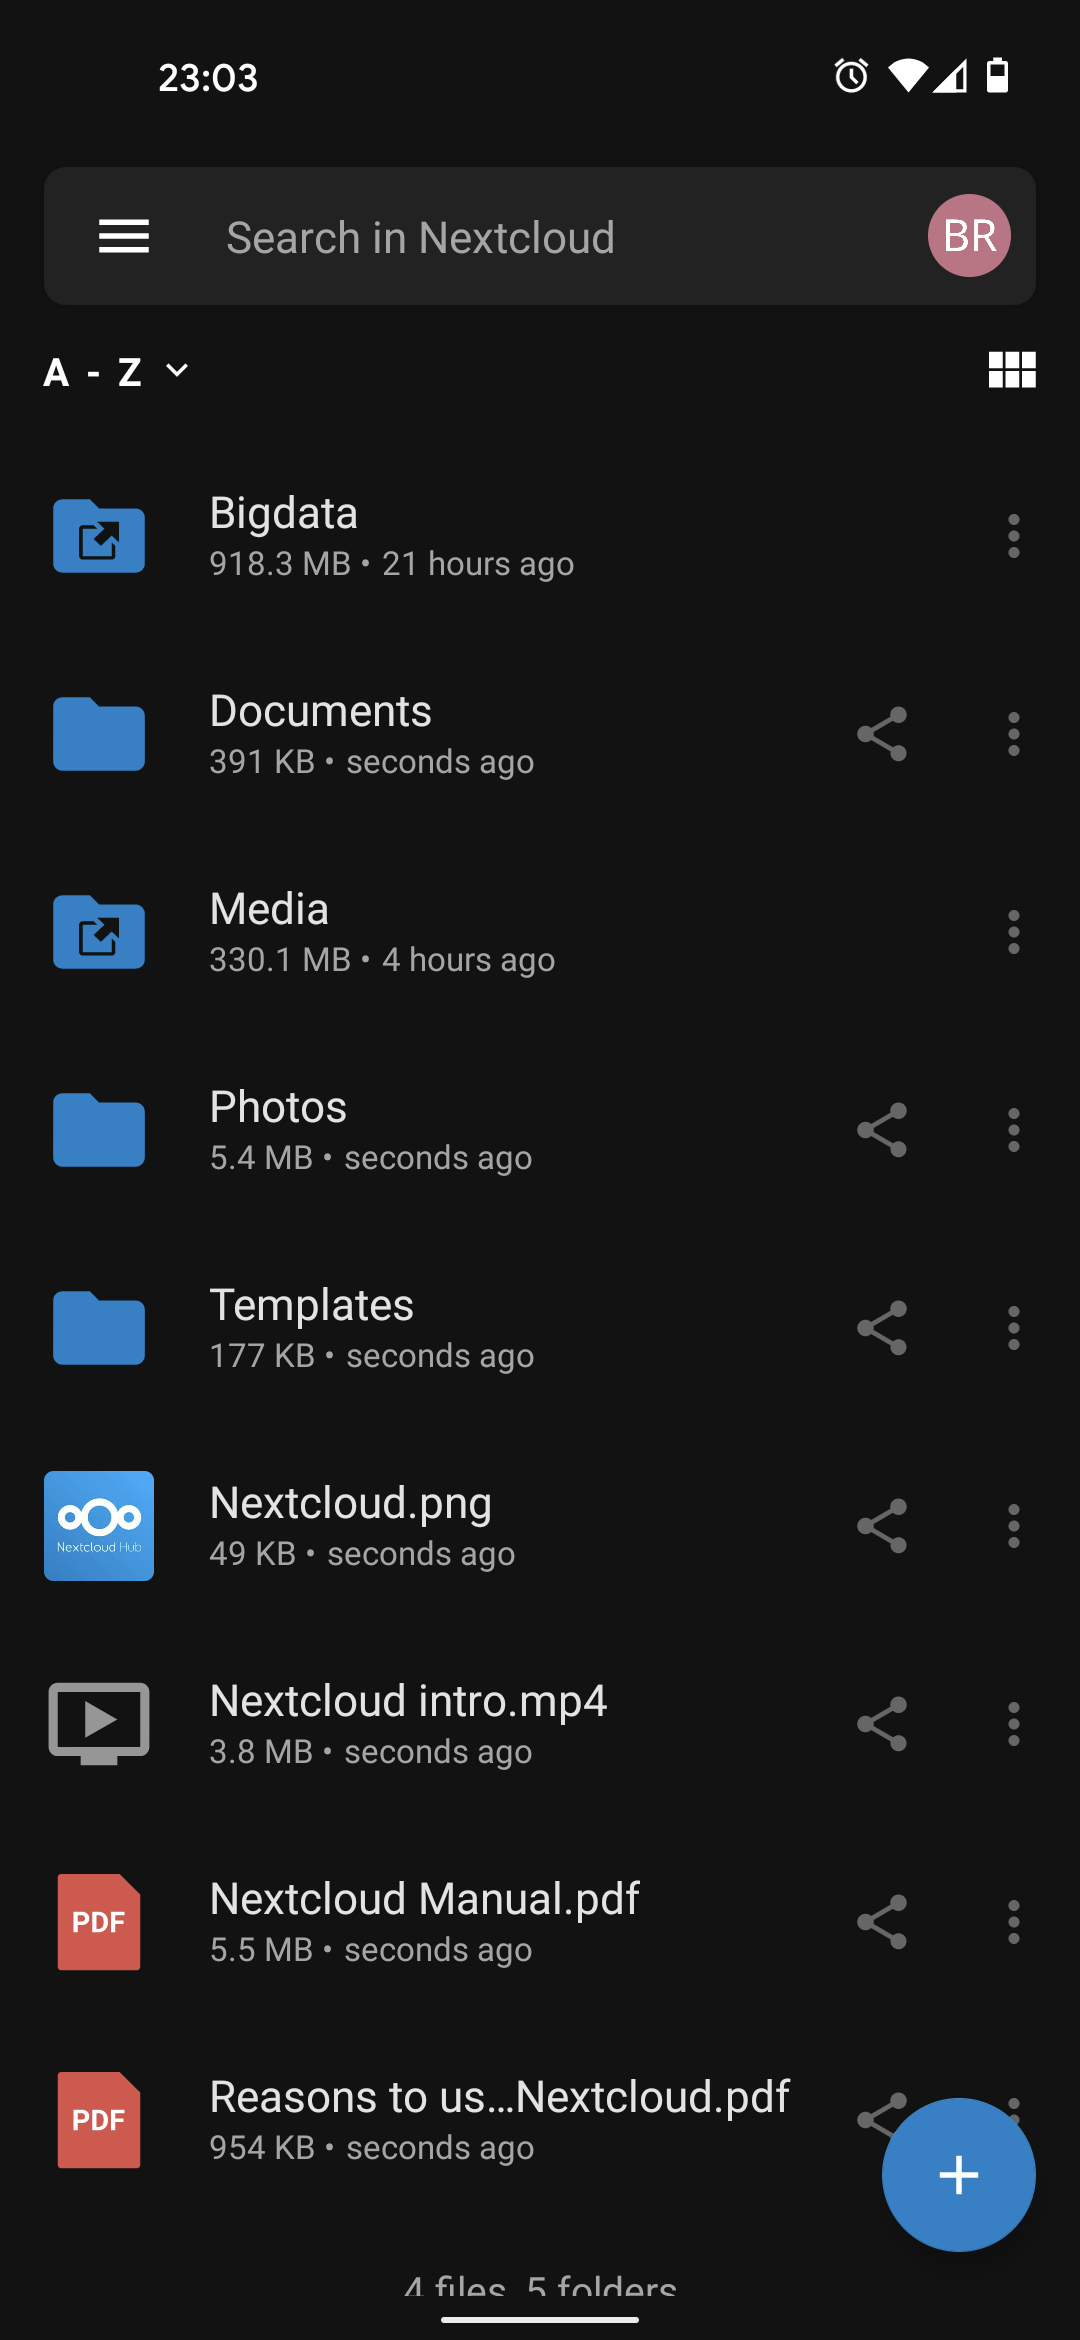 23:03
Search in Nextcloud
BR
A - Z
Bigdata
918.3 MB • 21 hours ago
Documents
391 KB • seconds ago
Media
330.1 MB • 4 hours ago
Photos
5.4 MB • seconds ago
Templates
177 KB • seconds ago
Nextcloud Hub
Nextcloud.png
49 KB • seconds ago
Nextcloud intro.mp4
3.8 MB • seconds ago
PDF
Nextcloud Manual.pdf
5.5 MB • seconds ago
PDF
Reasons to us...Nextcloud.pdf
954 KB • seconds ago
4 files, 5 folders